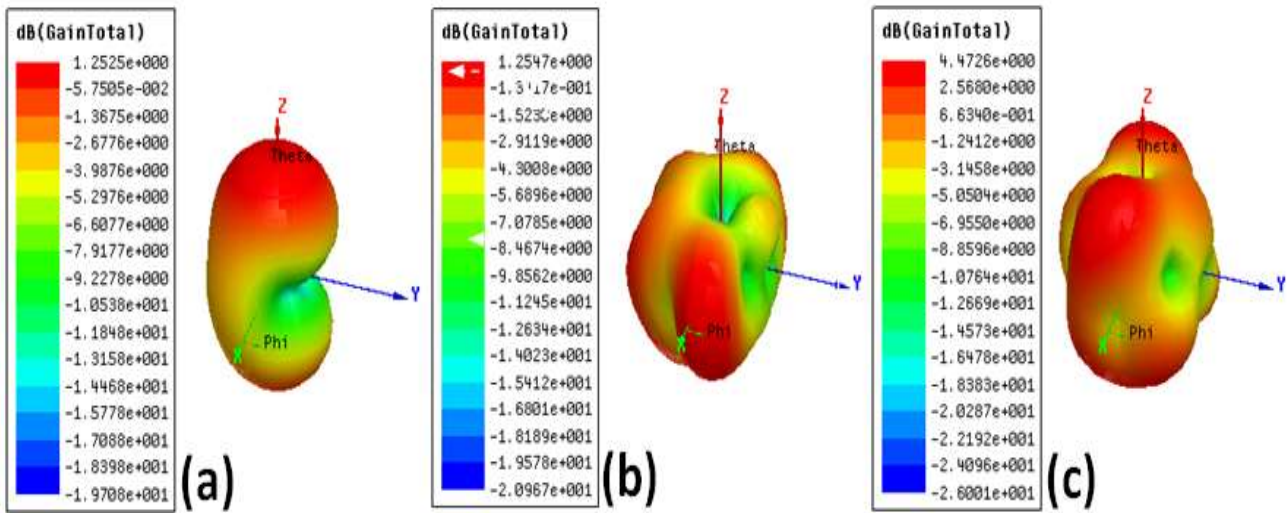 dB(GainTotal)
1.2525e+000
-5.7505e-002
-1.3675e+000
-2.6776e+000
-3.9876e+000
-5.2976e+000
-6.6077e+000
-7.9177e+000
-9.2278e+000
-1.0538e+001
-1.1848e+001
-1.3158e+001
-1.4468e+001
-1.5778e+001
-1.7088e+001
-1.8398e+001
-1.9708e+001
Z
Theta
Y
Phi
X
(a)
dB(GainTotal)
1.2547e+000
-1.5232e+000
-2.9119e+000
-4.3008e+000
-5.6896e+000
-7.0785e+000
-8.4674e+000
-9.8562e+000
-1.1245e+001
-1.2634e+001
-1.4023e+001
-1.5412e+001
-1.6801e+001
-1.8189e+001
-1.9578e+001
-2.0967e+001
Z
Theta
Y
Phi
X
(b)
dB(GainTotal)
4.4726e+000
2.5680e+000
6.6340e-001
-1.2412e+000
-3.1458e+000
-5.0504e+000
-6.9550e+000
-8.8596e+000
-1.0764e+001
-1.2669e+001
-1.4573e+001
-1.6478e+001
-1.8383e+001
-2.0287e+001
-2.2192e+001
-2.4096e+001
-2.6001e+001
Z
Theta
Y
Phi
X
(c)